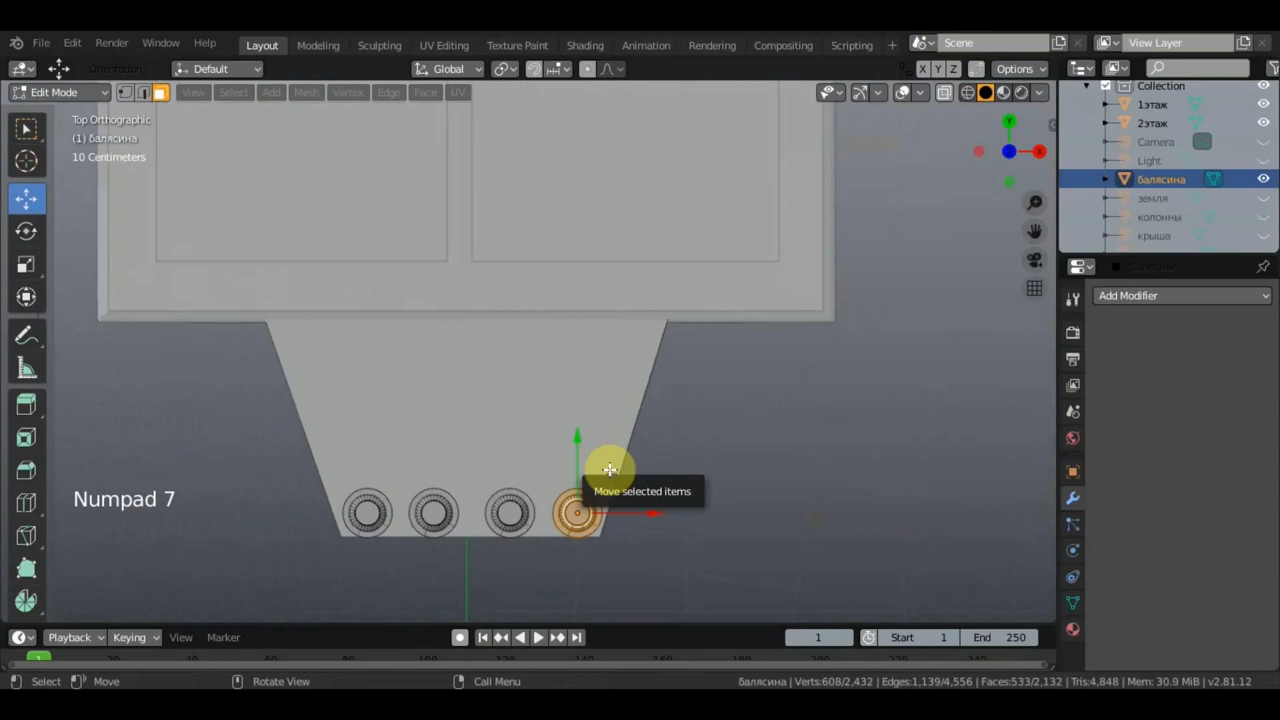 File Edit Render Window Help Layout Modeling Sculpting UV Editing Texture Paint Shading Animation Rendering Compositing Scripting + Scene View Layer
Orientation Default Global X Y Z Options
Edit Mode View Select Add Mesh Vertex Edge Face UV
Top Orthographic
(1) балясина
10 Centimeters
Y
X
Z
Collection
1этаж
2этаж
Camera
Light
балясина
земля
колонны
крыша
Add Modifier
Move selected items
Numpad 7
Playback Keying View Marker 1 Start 1 End 250
1
Select Move Rotate View Call Menu балясина | Verts:608/2,432 | Edges:1,139/4,556 | Faces:533/2,132 | Tris:4,848 | Mem: 30.9 MiB | v2.81.12